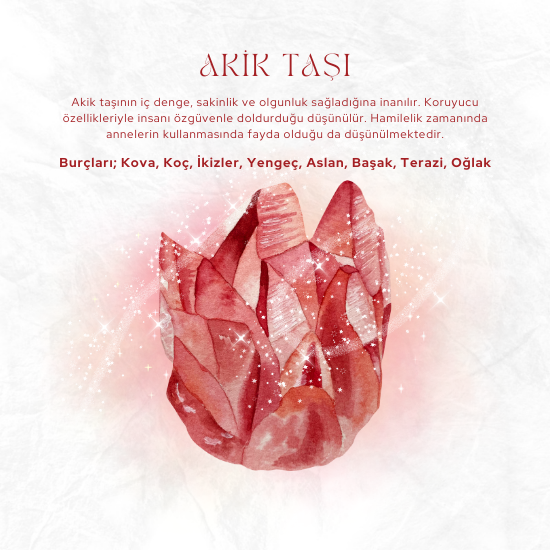 AKİK TAŞI
Akik taşının iç denge, sakinlik ve olgunluk sağladığına inanılır. Koruyucu
özellikleriyle insanı özgüvenle doldurduğu düşünülür. Hamilelik zamanında
annelerin kullanmasında fayda olduğu da düşünülmektedir.
Burçları; Kova, Koç, İkizler, Yengeç, Aslan, Başak, Terazi, Oğlak